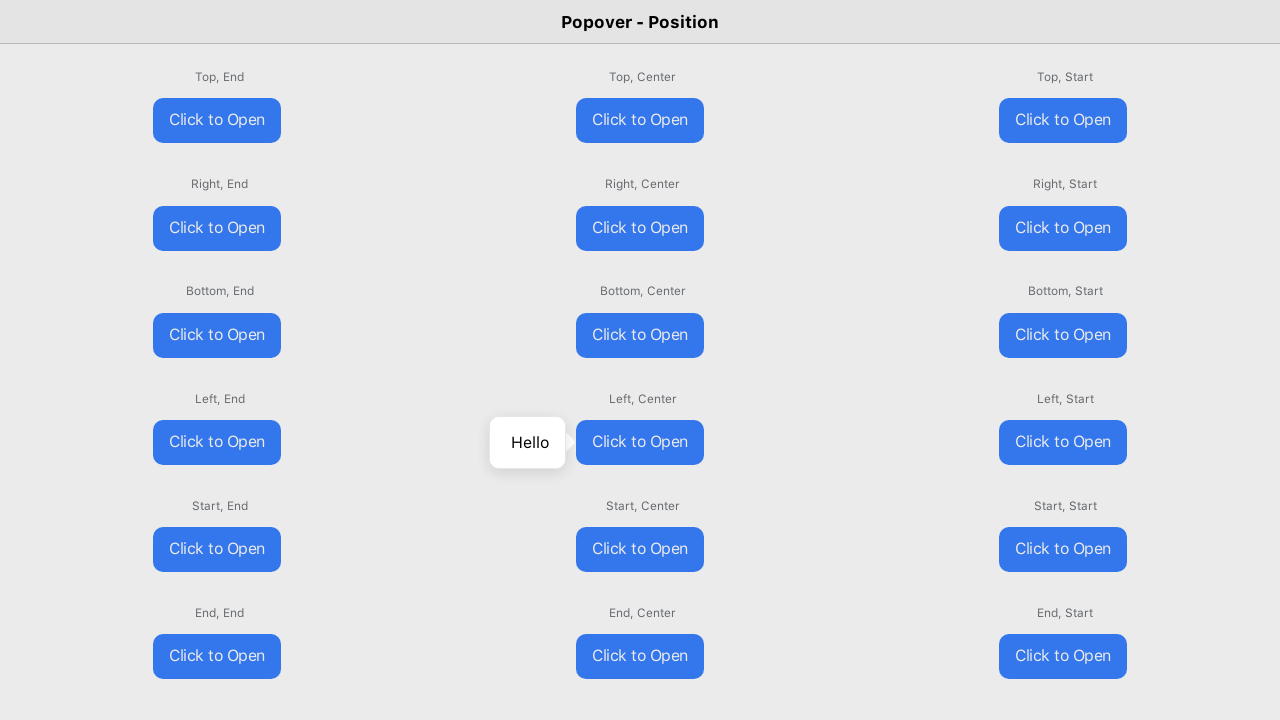 Popover - Position
Top, End
Top, Center
Top, Start
Click to Open
Click to Open
Click to Open
Right, End
Right, Center
Right, Start
Click to Open
Click to Open
Click to Open
Bottom, End
Bottom, Center
Bottom, Start
Click to Open
Click to Open
Click to Open
Left, End
Left, Center
Left, Start
Click to Open
Hello
Click to Open
Click to Open
Start, End
Start, Center
Start, Start
Click to Open
Click to Open
Click to Open
End, End
End, Center
End, Start
Click to Open
Click to Open
Click to Open